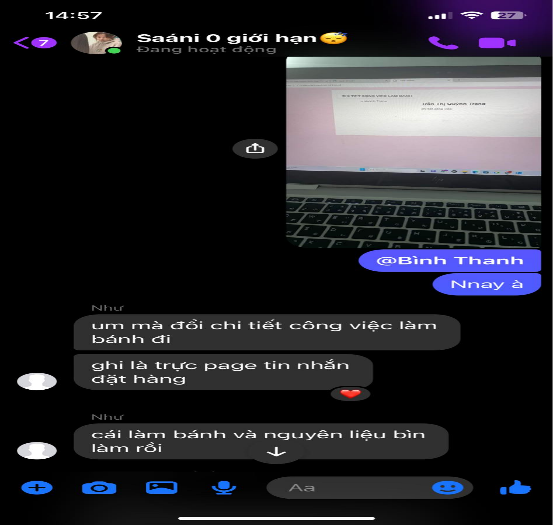 14:57
27
7
Saáni 0 giới hạn😴
Đang hoạt động
@Bình Thanh
Nnay à
Như
um mà đổi chi tiết công việc làm
bánh đi
ghi là trực page tin nhắn
đặt hàng
Như
cái làm bánh và nguyên liệu bìn
làm rồi
Aa